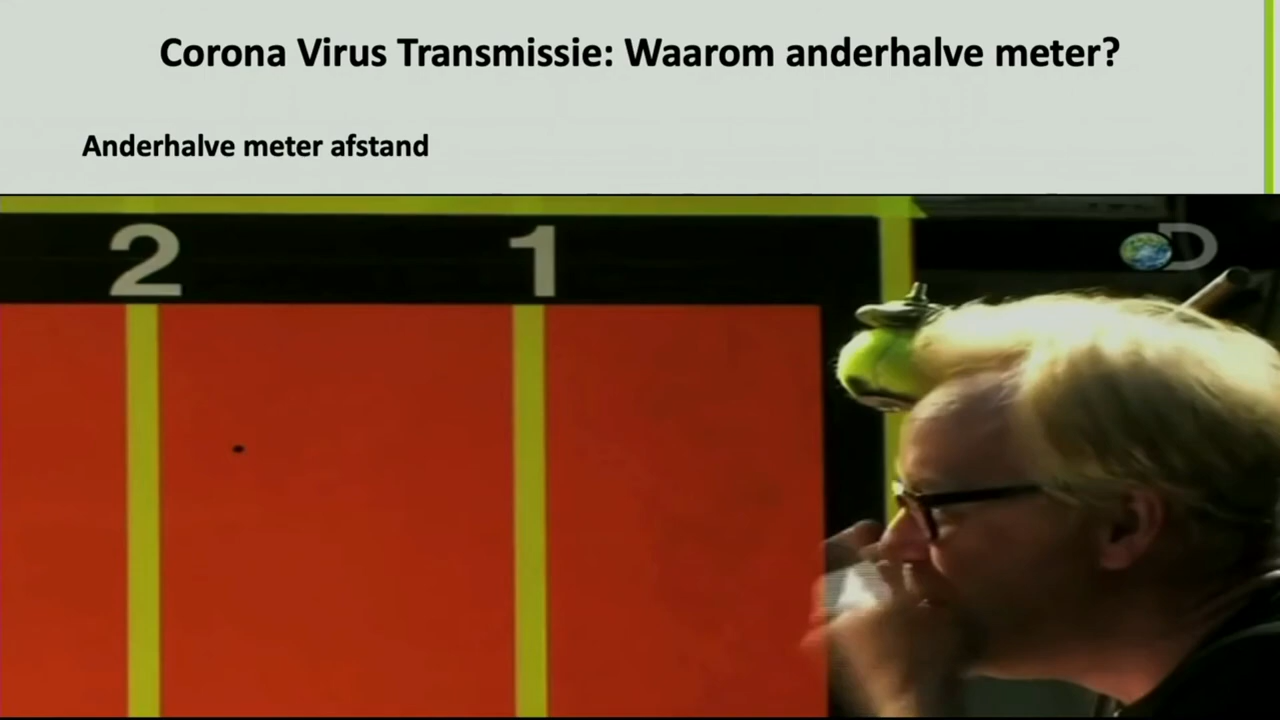 Corona Virus Transmissie: Waarom anderhalve meter?
Anderhalve meter afstand
2 1
D